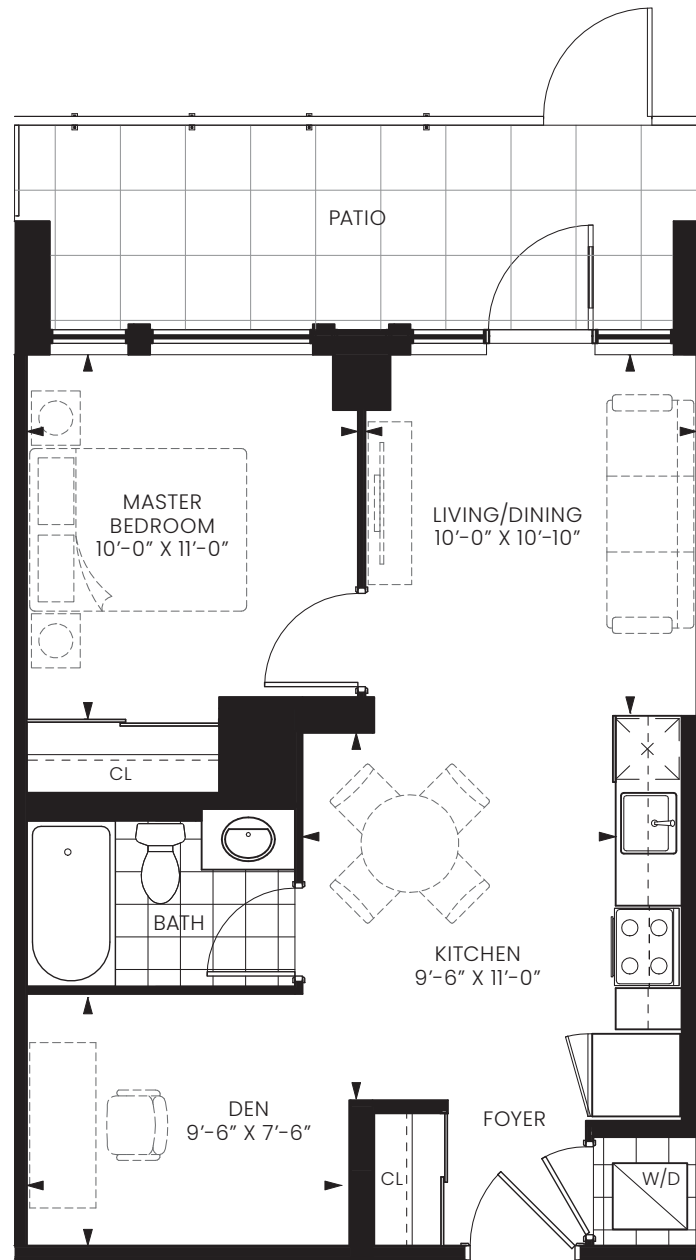 PATIO
MASTER
BEDROOM
10’-0” X 11’-0”
LIVING/DINING
10’-0” X 10’-10”
CL
BATH
KITCHEN
9’-6” X 11’-0”
DEN
9’-6” X 7’-6”
FOYER
CL
W/D